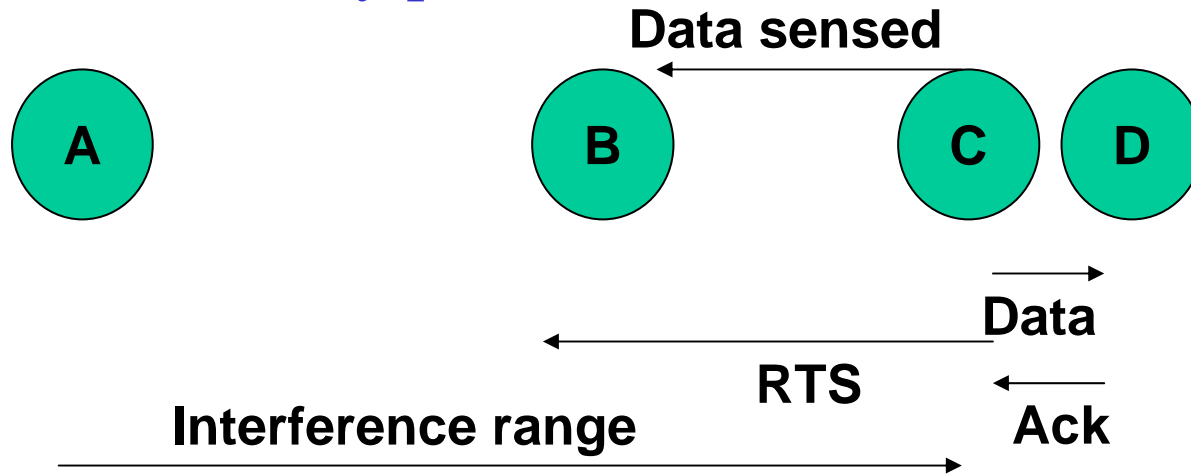 Data sensed
A B C D
Data
RTS
Ack
Interference range